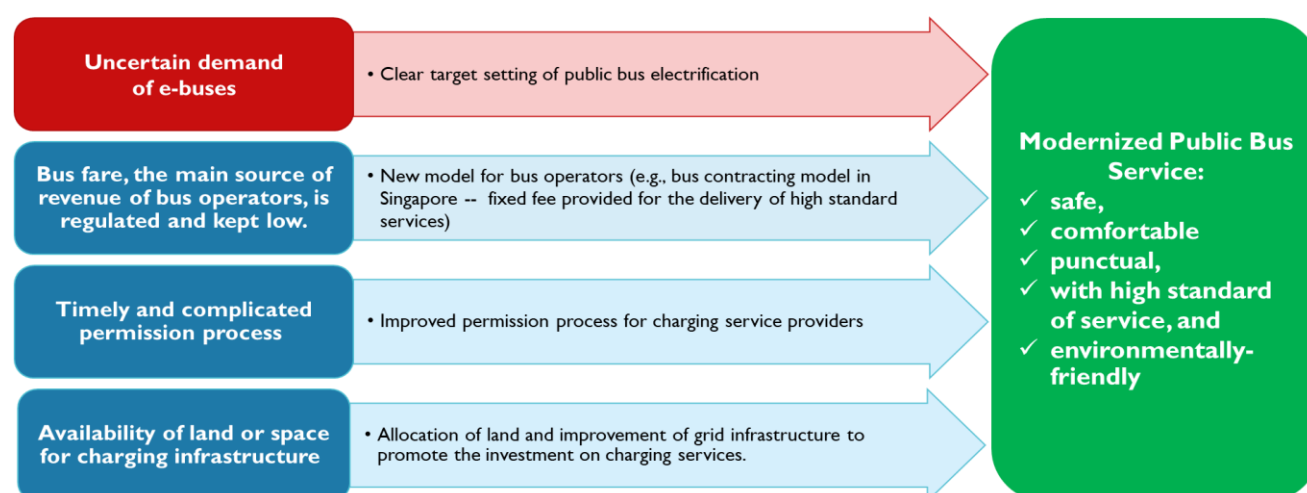 Uncertain demand
of e-buses
• Clear target setting of public bus electrification
Bus fare, the main source of
revenue of bus operators, is
regulated and kept low.
• New model for bus operators (e.g., bus contracting model in
Singapore -- fixed fee provided for the delivery of high standard
services)
Timely and complicated
permission process
• Improved permission process for charging service providers
Availability of land or space
for charging infrastructure
• Allocation of land and improvement of grid infrastructure to
promote the investment on charging services.
Modernized Public Bus
Service:
✓ safe,
✓ comfortable
✓ punctual,
✓ with high standard
of service, and
✓ environmentally-
friendly